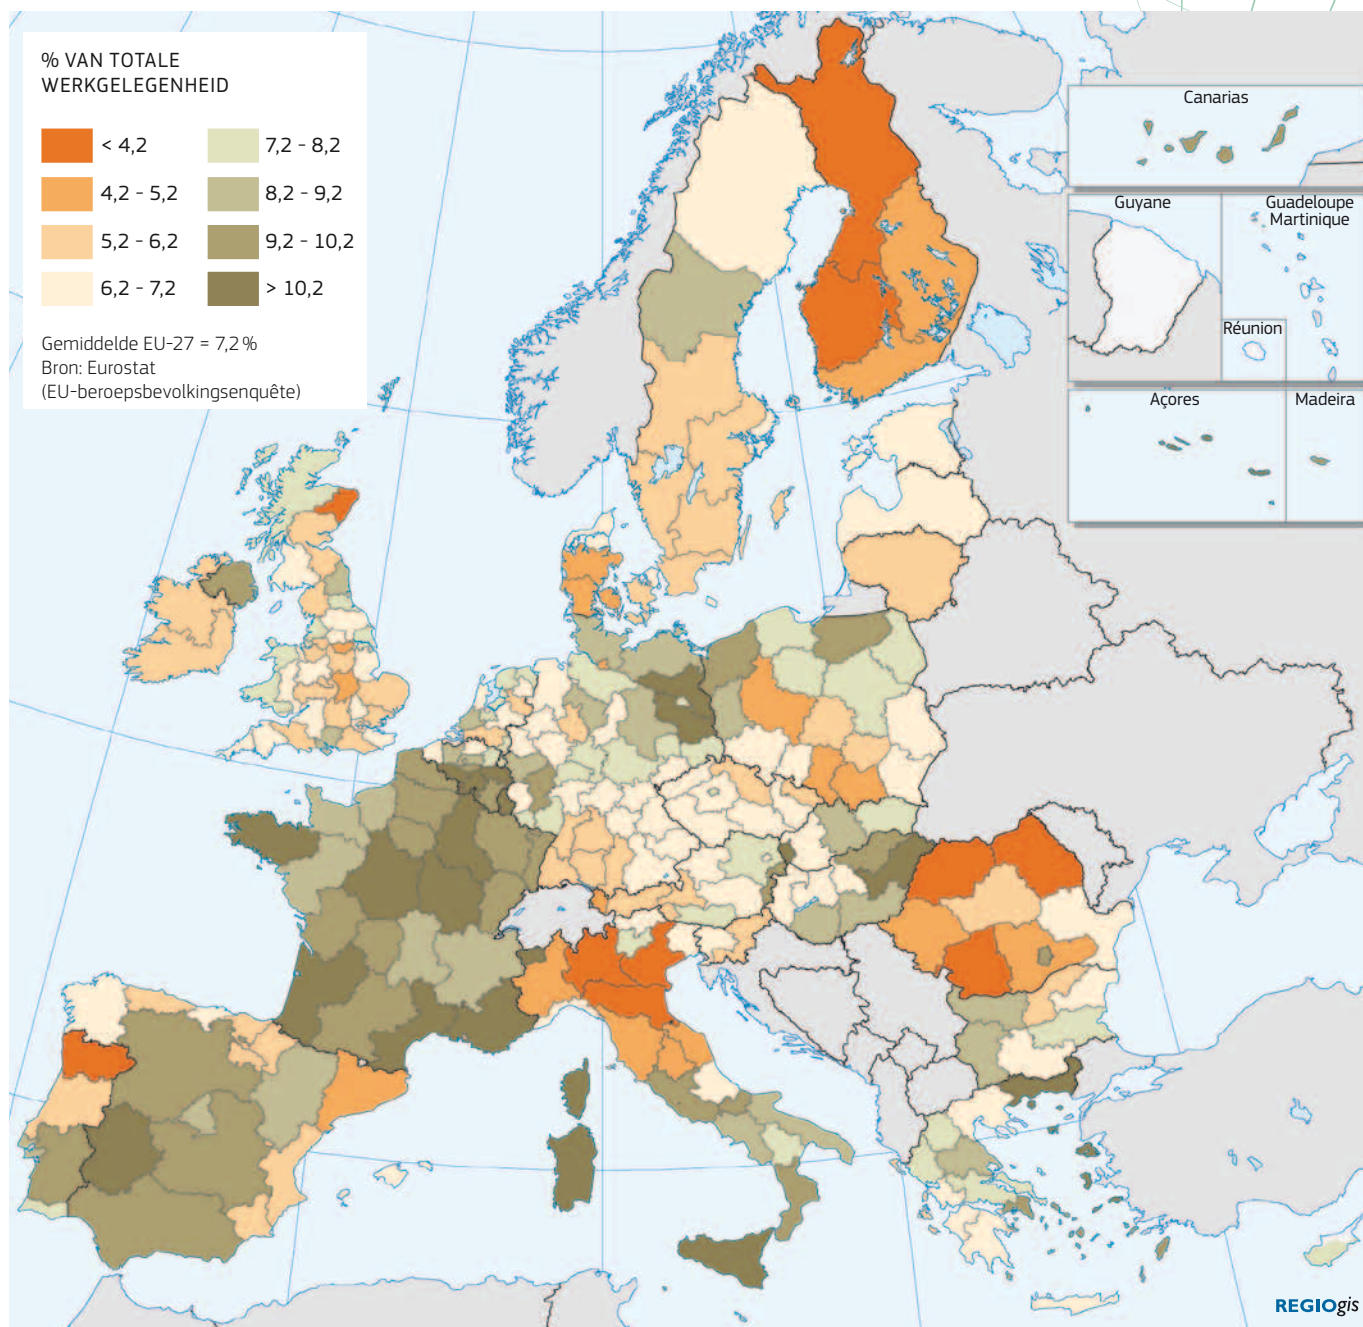 % VAN TOTALE
WERKGELEGENHEID
< 4,2
4,2 - 5,2
5,2 - 6,2
6,2 - 7,2
7,2 - 8,2
8,2 - 9,2
9,2 - 10,2
> 10,2
Gemiddelde EU-27 = 7,2 %
Bron: Eurostat
(EU-beroepsbevolkingsenquête)
Canarias
Guyane
Guadeloupe
Martinique
Réunion
Açores
Madeira
REGIOgis